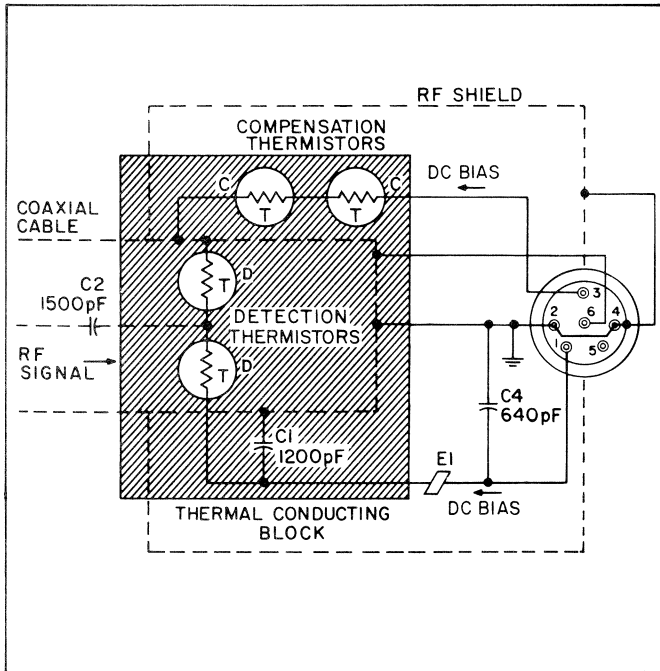 RF SHIELD
COMPENSATION
THERMISTORS
C
C
DC BIAS
T
T
COAXIAL
CABLE
C2
1500pF
T
D
DETECTION
THERMISTORS
RF
SIGNAL
T
D
3
2
6
4
1
5
C4
640pF
C1
1200pF
E1
DC BIAS
THERMAL CONDUCTING
BLOCK